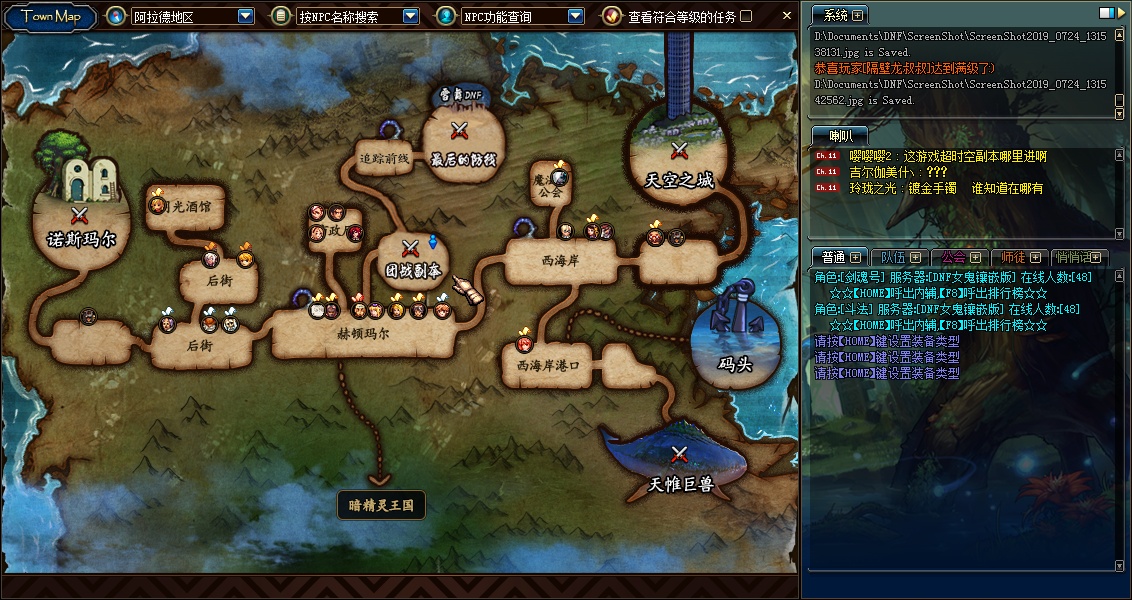 Town Map
阿拉德地区
按NPC名称搜索
NPC功能查询
查看符合等级的任务
雪舞DNF
追踪前线
最后的防线
天空之城
诺斯玛尔
月光酒馆
公会
后街
团战副本
西海岸
赫顿玛尔
后街
西海岸港口
码头
天帷巨兽
暗精灵王国
系统
D:\Documents\DNF\ScreenShot\ScreenShot2019_0724_1315
38131.jpg is Saved.
恭喜玩家[隔壁龙叔叔]达到满级了:)
D:\Documents\DNF\ScreenShot\ScreenShot2019_0724_1315
42562.jpg is Saved.
喇叭
Ch.11 嘤嘤嘤2 : 这游戏超时空副本哪里进啊
Ch.11 吉尔伽美什\ : ???
Ch.11 玲珑之光 : 镀金手镯 谁知道在哪有
普通 队伍 公会 师徒 悄悄话
角色:[剑魂号] 服务器:[DNF女鬼镶嵌版] 在线人数:[48]
☆☆【HOME】呼出内辅,【F8】呼出排行榜☆☆
角色:[斗法] 服务器:[DNF女鬼镶嵌版] 在线人数:[48]
☆☆【HOME】呼出内辅,【F8】呼出排行榜☆☆
请按【HOME】键设置装备类型
请按【HOME】键设置装备类型
请按【HOME】键设置装备类型